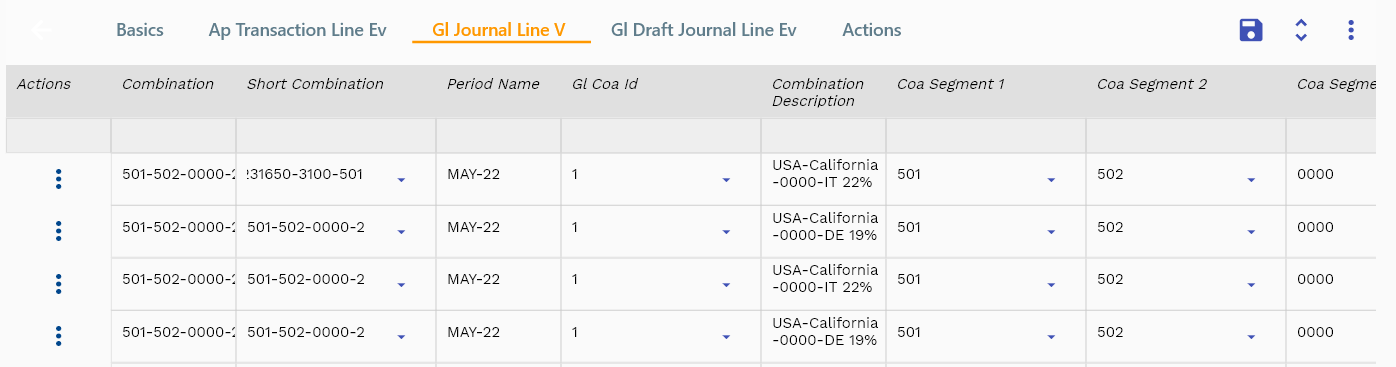 Basics Ap Transaction Line Ev Gl Journal Line V Gl Draft Journal Line Ev Actions
Actions Combination Short Combination Period Name Gl Coa Id Combination Coa Segment 1 Coa Segment 2 Coa Segme
Description
501-502-0000-2 231650-3100-501 MAY-22 1 USA-California 501 502 0000
-0000-IT 22%
501-502-0000-2 501-502-0000-2 MAY-22 1 USA-California 501 502 0000
-0000-DE 19%
501-502-0000-2 501-502-0000-2 MAY-22 1 USA-California 501 502 0000
-0000-IT 22%
501-502-0000-2 501-502-0000-2 MAY-22 1 USA-California 501 502 0000
-0000-DE 19%